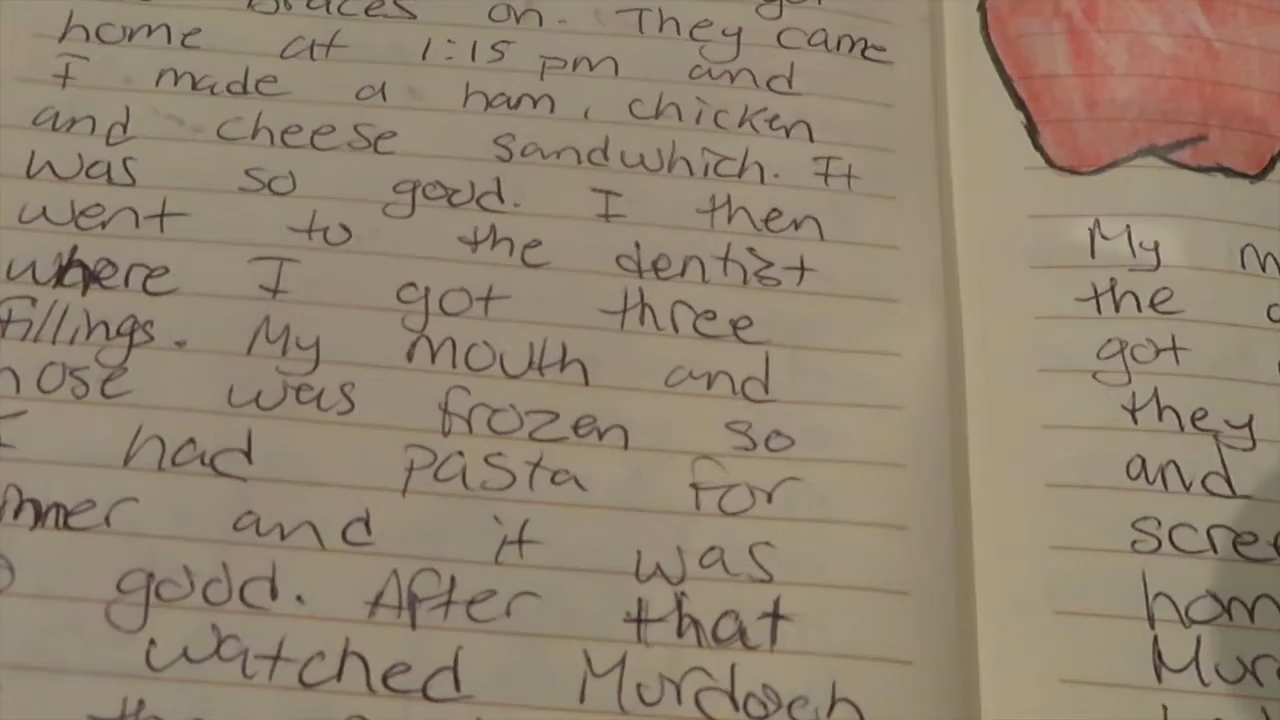 braces on. They came
home at 1:15 pm and
I made a ham, chicken
and cheese sandwhich. It
was so good. I then
went to the dentist
where I got three
fillings. My mouth and
nose was frozen so
I had pasta for
inner and it was
good. After that
watched Murdoch
My m
the
got
they
and
scre
hom
Mur